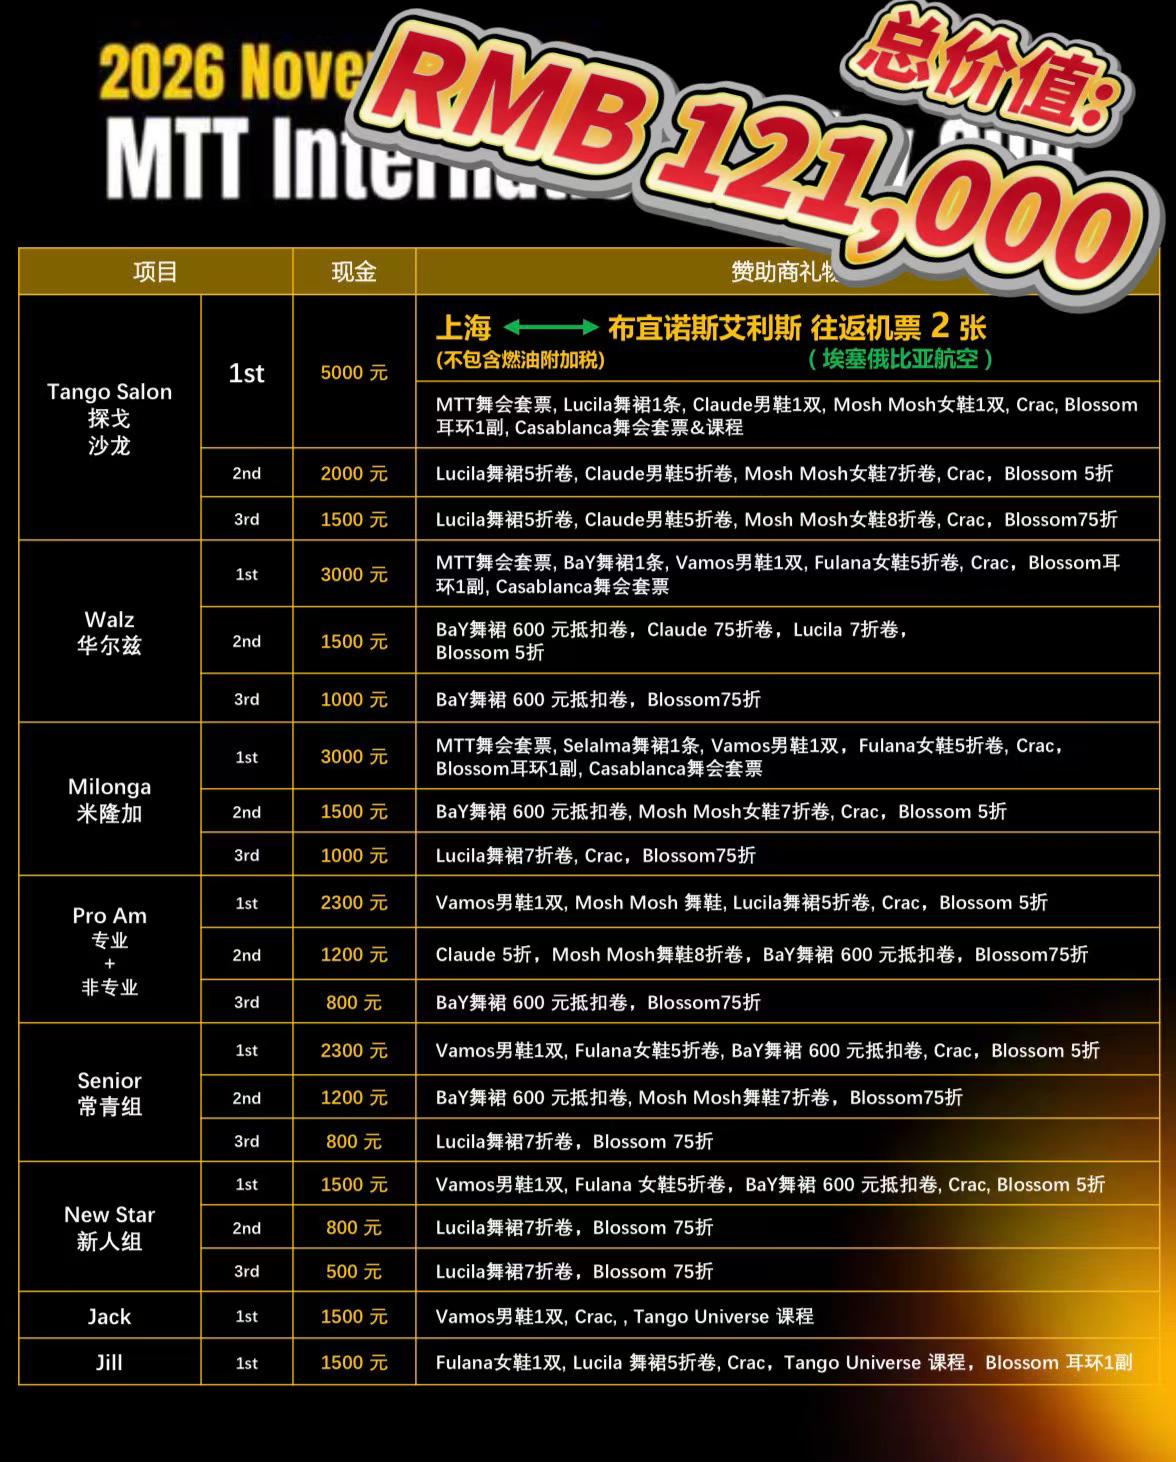 总价值:
RMB 121,000
2026 Nove
MTT Internati
项目 现金 赞助商礼物
Tango Salon
探戈
沙龙
1st 5000 元
上海 布宜诺斯艾利斯 往返机票 2 张
(不包含燃油附加税) (埃塞俄比亚航空)
MTT舞会套票, Lucila舞裙1条, Claude男鞋1双, Mosh Mosh女鞋1双, Crac, Blossom
耳环1副, Casablanca舞会套票&课程
2nd 2000 元 Lucila舞裙5折卷, Claude男鞋5折卷, Mosh Mosh女鞋7折卷, Crac，Blossom 5折
3rd 1500 元 Lucila舞裙5折卷, Claude男鞋5折卷, Mosh Mosh女鞋8折卷, Crac，Blossom75折
Walz
华尔兹
1st 3000 元 MTT舞会套票, BaY舞裙1条, Vamos男鞋1双, Fulana女鞋5折卷, Crac，Blossom耳
环1副, Casablanca舞会套票
2nd 1500 元 BaY舞裙 600 元抵扣卷，Claude 75折卷，Lucila 7折卷，
Blossom 5折
3rd 1000 元 BaY舞裙 600 元抵扣卷，Blossom75折
Milonga
米隆加
1st 3000 元 MTT舞会套票, Selalma舞裙1条, Vamos男鞋1双，Fulana女鞋5折卷, Crac，
Blossom耳环1副, Casablanca舞会套票
2nd 1500 元 BaY舞裙 600 元抵扣卷, Mosh Mosh女鞋7折卷, Crac，Blossom 5折
3rd 1000 元 Lucila舞裙7折卷, Crac，Blossom75折
Pro Am
专业
+
非专业
1st 2300 元 Vamos男鞋1双, Mosh Mosh 舞鞋, Lucila舞裙5折卷, Crac，Blossom 5折
2nd 1200 元 Claude 5折，Mosh Mosh舞鞋8折卷，BaY舞裙 600 元抵扣卷，Blossom75折
3rd 800 元 BaY舞裙 600 元抵扣卷，Blossom75折
Senior
常青组
1st 2300 元 Vamos男鞋1双, Fulana女鞋5折卷, BaY舞裙 600 元抵扣卷, Crac，Blossom 5折
2nd 1200 元 BaY舞裙 600 元抵扣卷, Mosh Mosh舞鞋7折卷，Blossom75折
3rd 800 元 Lucila舞裙7折卷，Blossom 75折
New Star
新人组
1st 1500 元 Vamos男鞋1双, Fulana 女鞋5折卷，BaY舞裙 600 元抵扣卷, Crac, Blossom 5折
2nd 800 元 Lucila舞裙7折卷，Blossom 75折
3rd 500 元 Lucila舞裙7折卷，Blossom 75折
Jack 1st 1500 元 Vamos男鞋1双, Crac, , Tango Universe 课程
Jill 1st 1500 元 Fulana女鞋1双, Lucila 舞裙5折卷, Crac，Tango Universe 课程，Blossom 耳环1副